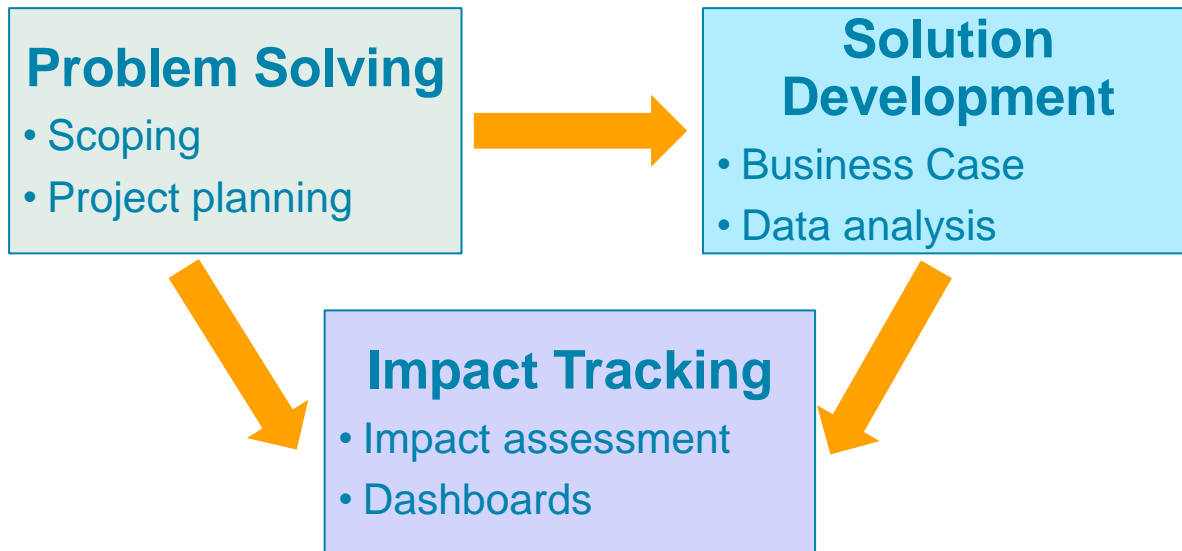 Problem Solving
• Scoping
• Project planning
Solution
Development
• Business Case
• Data analysis
Impact Tracking
• Impact assessment
• Dashboards